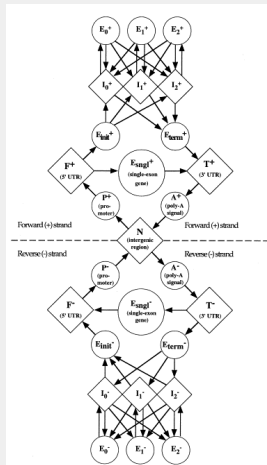 E0+ E1+ E2+
I0+ I1+ I2+
Einit+ Eterm+
F+ Esngl+ T+
(5' UTR) (single-exon (3' UTR)
gene)
P+ A+
(pro- (poly-A
moter) signal)
Forward (+) strand N Forward (+) strand
(intergenic
region)
Reverse (-) strand Reverse (-) strand
P- A-
(pro- (poly-A
moter) signal)
F- Esngl- T-
(5' UTR) (single-exon (3' UTR)
gene)
Einit- Eterm-
I0- I1- I2-
E0- E1- E2-